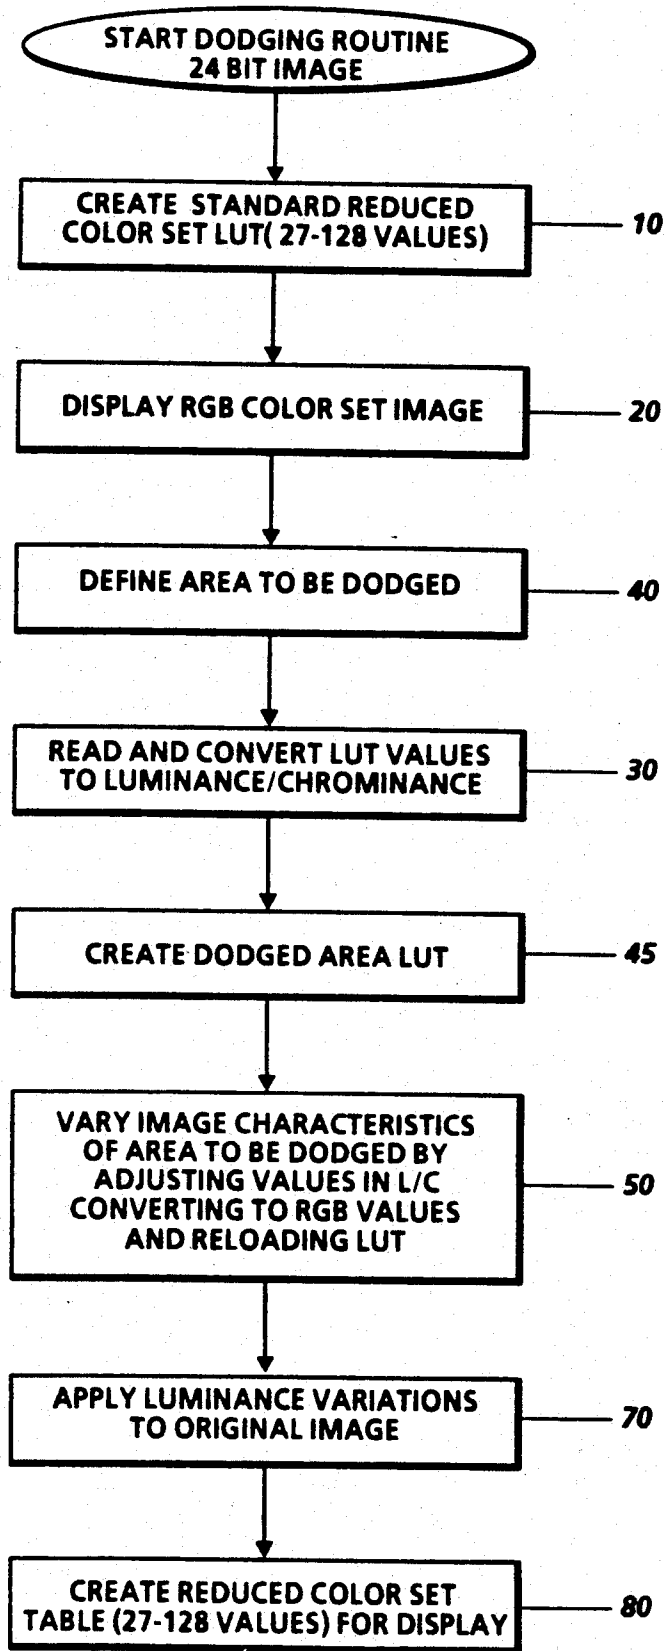 START DODGING ROUTINE
24 BIT IMAGE
CREATE STANDARD REDUCED
COLOR SET LUT( 27-128 VALUES)
10
DISPLAY RGB COLOR SET IMAGE
20
DEFINE AREA TO BE DODGED
40
READ AND CONVERT LUT VALUES
TO LUMINANCE/CHROMINANCE
30
CREATE DODGED AREA LUT
45
VARY IMAGE CHARACTERISTICS
OF AREA TO BE DODGED BY
ADJUSTING VALUES IN L/C
CONVERTING TO RGB VALUES
AND RELOADING LUT
50
APPLY LUMINANCE VARIATIONS
TO ORIGINAL IMAGE
70
CREATE REDUCED COLOR SET
TABLE (27-128 VALUES) FOR DISPLAY
80